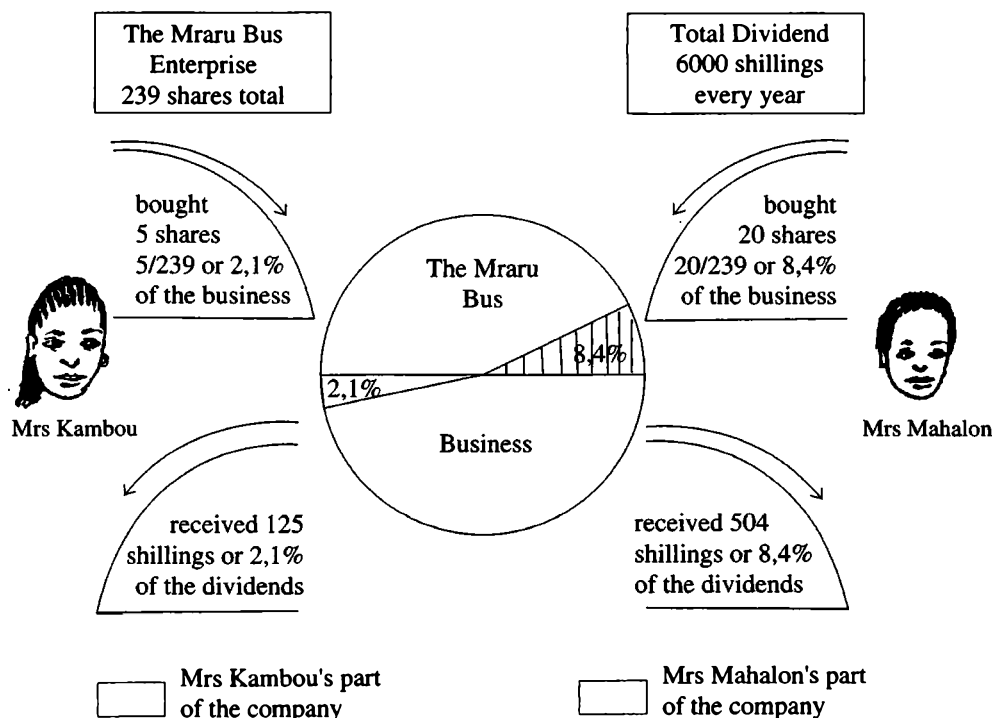 The Mraru Bus
Enterprise
239 shares total
Total Dividend
6000 shillings
every year
bought
5 shares
5/239 or 2,1%
of the business
bought
20 shares
20/239 or 8,4%
of the business
The Mraru
Bus
8,4%
2,1%
Business
Mrs Kambou
Mrs Mahalon
received 125
shillings or 2,1%
of the dividends
received 504
shillings or 8,4%
of the dividends
Mrs Kambou's part
of the company
Mrs Mahalon's part
of the company